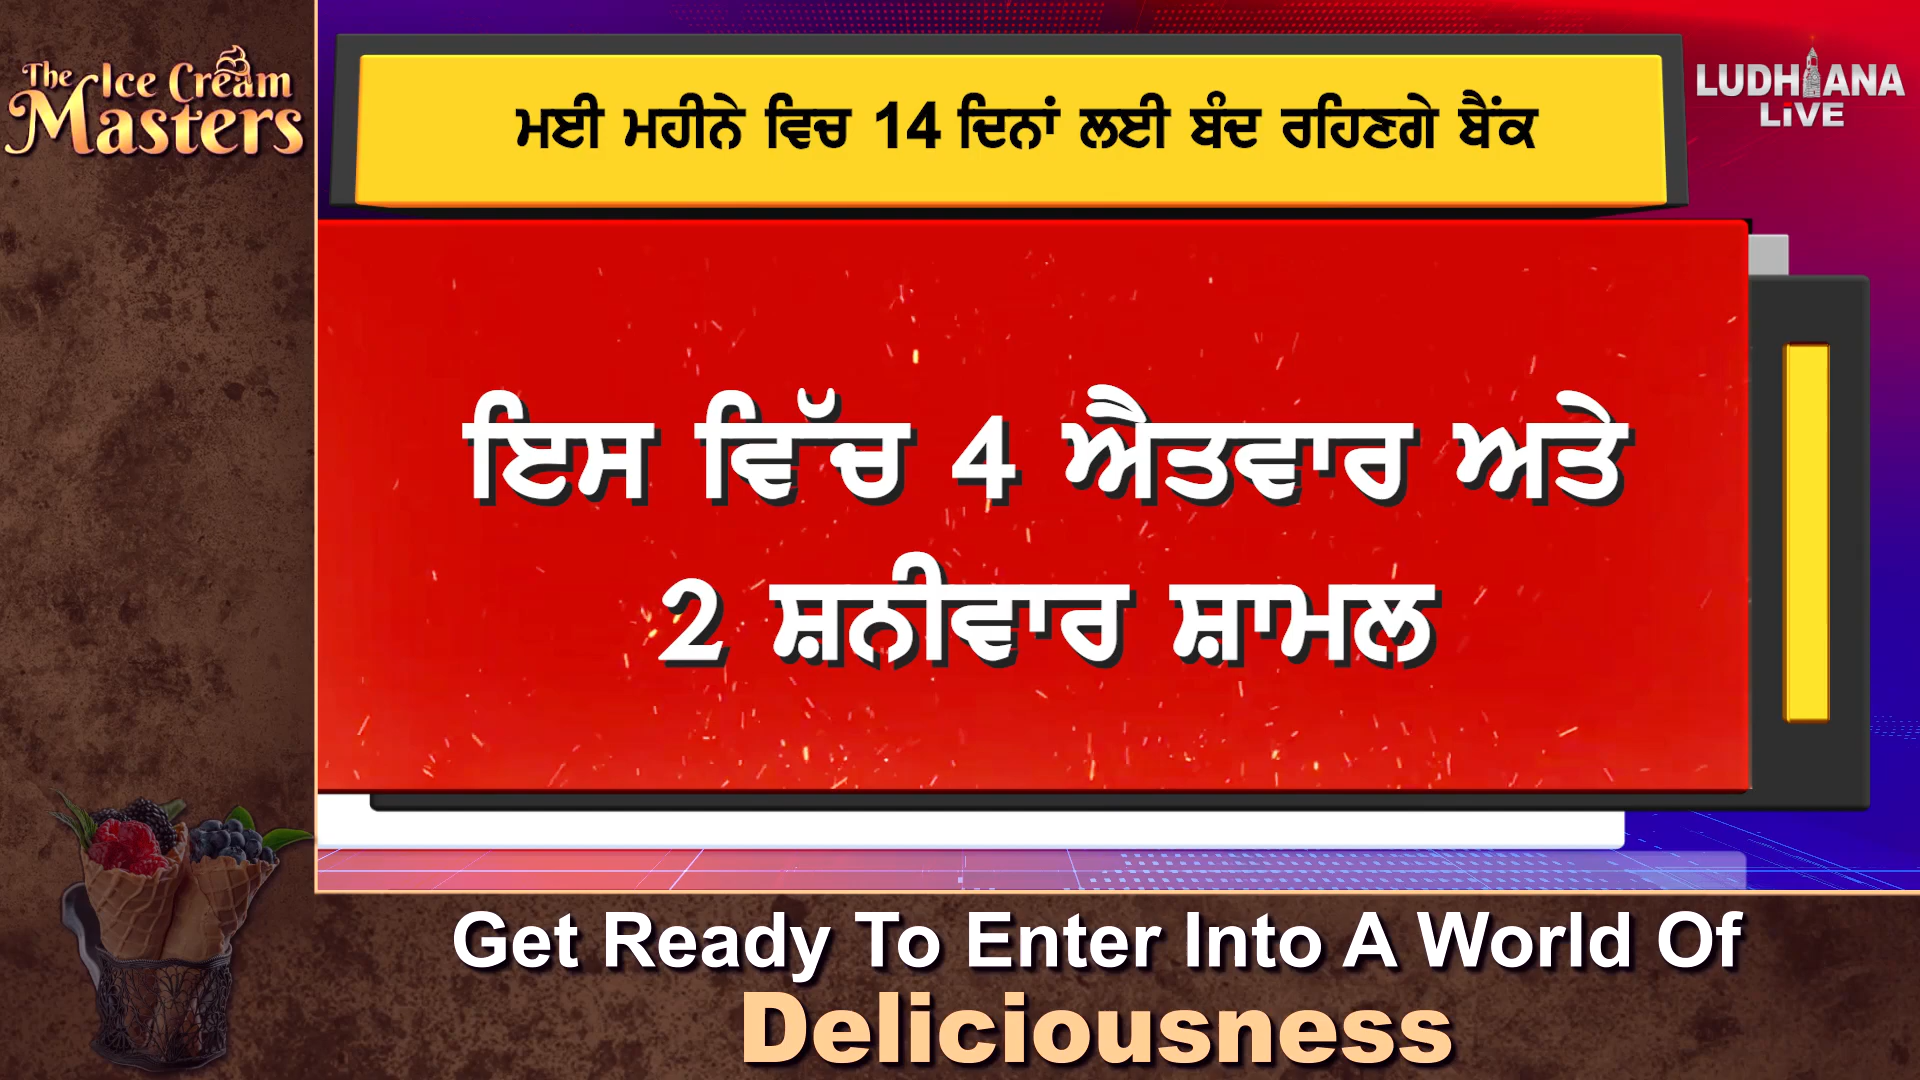 The Ice Cream
Masters
ਮਈ ਮਹੀਨੇ ਵਿਚ 14 ਦਿਨਾਂ ਲਈ ਬੰਦ ਰਹਿਣਗੇ ਬੈਂਕ
LUDHIANA
LiVE
ਇਸ ਵਿੱਚ 4 ਐਤਵਾਰ ਅਤੇ
2 ਸ਼ਨੀਵਾਰ ਸ਼ਾਮਲ
Get Ready To Enter Into A World Of
Deliciousness